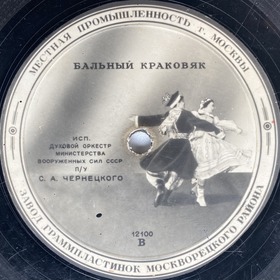 МЕСТНАЯ ПРОМЫШЛЕННОСТЬ г. МОСКВЫ
БАЛЬНЫЙ КРАКОВЯК
ИСП.
ДУХОВОЙ ОРКЕСТР
МИНИСТЕРСТВА
ВООРУЖЕННЫХ СИЛ СССР
П/У
С. А. ЧЕРНЕЦКОГО
12100
В
ЗАВОД ГРАММПЛАСТИНОК МОСКВОРЕЦКОГО РАЙОНА